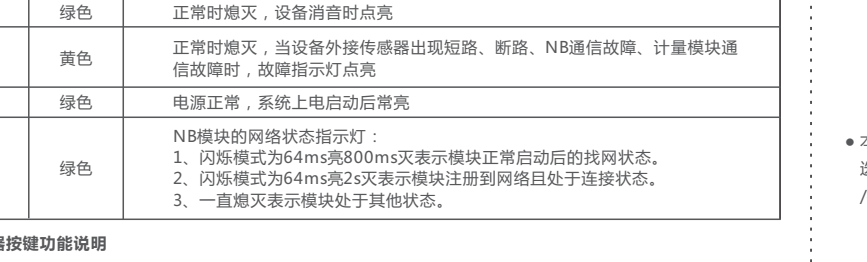 绿色 正常时熄灭，设备消音时点亮
黄色 正常时熄灭，当设备外接传感器出现短路、断路、NB通信故障、计量模块通
信故障时，故障指示灯点亮
绿色 电源正常，系统上电启动后常亮
NB模块的网络状态指示灯：
1、闪烁模式为64ms亮800ms灭表示模块正常启动后的找网状态。
绿色 2、闪烁模式为64ms亮2s灭表示模块注册到网络且处于连接状态。
3、一直熄灭表示模块处于其他状态。
●
/
按键功能说明